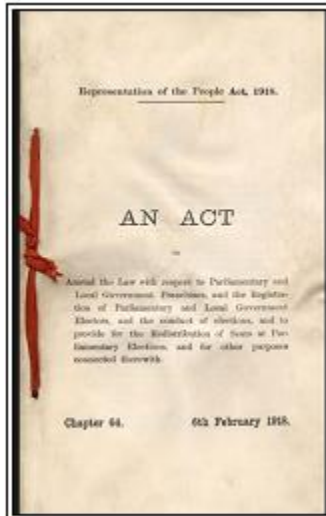 Representation of the People Act, 1918.
AN ACT
TO
Amend the Law with respect to Parliamentary and
Local Government Franchises, and the Registra-
tion of Parliamentary and Local Government
Electors, and the conduct of elections, and to
provide for the Redistribution of Seats at Par-
liamentary Elections, and for other purposes
connected therewith.
Chapter 64.
6th February 1918.